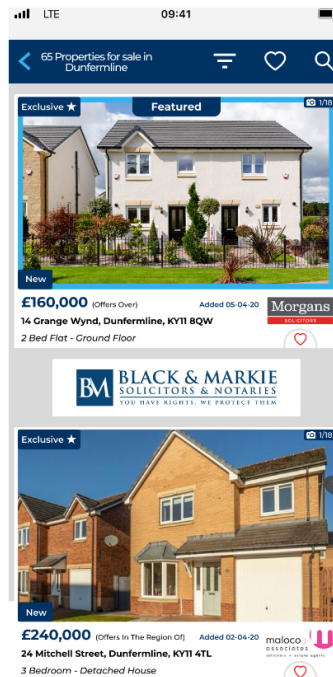 LTE 09:41
65 Properties for sale in
Dunfermline
Exclusive ★ Featured 1/18
New
£160,000 (Offers Over) Added 05-04-20
Morgans
SOLICITORS
14 Grange Wynd, Dunfermline, KY11 8QW
2 Bed Flat - Ground Floor
BM BLACK & MARKIE
SOLICITORS & NOTARIES
YOU HAVE RIGHTS, WE PROTECT THEM
Exclusive ★ 1/18
New
£240,000 (Offers In The Region Of) Added 02-04-20
maloco
associates
solicitors + estate agents
24 Mitchell Street, Dunfermline, KY11 4TL
3 Bedroom - Detached House